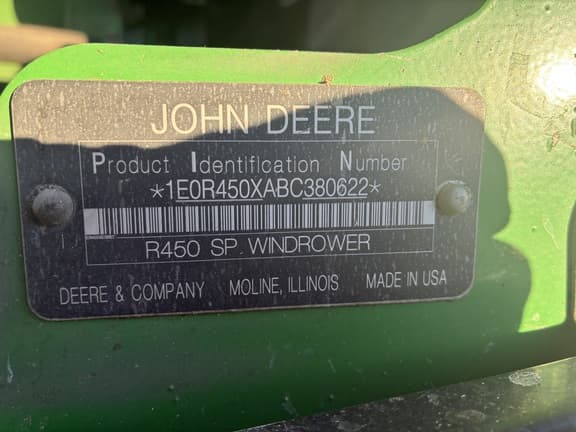 JOHN DEERE
Product Identification Number
*1E0R450XABC380622*
R450 SP WINDROWER
DEERE & COMPANY MOLINE, ILLINOIS MADE IN USA